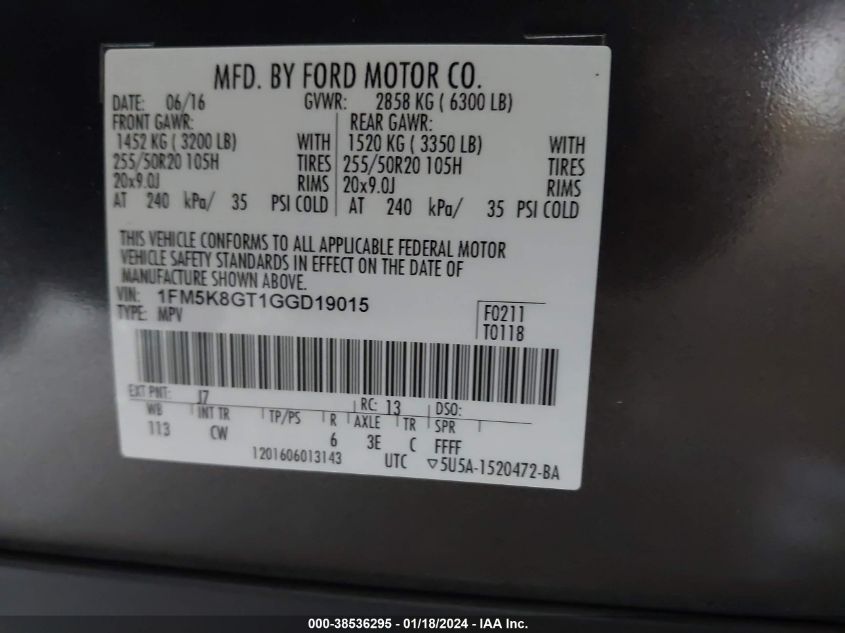 MFD. BY FORD MOTOR CO.
DATE: 06/16 GVWR: 2858 KG ( 6300 LB)
FRONT GAWR: REAR GAWR:
1452 KG ( 3200 LB) WITH 1520 KG ( 3350 LB) WITH
255/50R20 105H TIRES 255/50R20 105H TIRES
20x9.0J RIMS 20x9.0J RIMS
AT 240 kPa/ 35 PSI COLD AT 240 kPa/ 35 PSI COLD
THIS VEHICLE CONFORMS TO ALL APPLICABLE FEDERAL MOTOR
VEHICLE SAFETY STANDARDS IN EFFECT ON THE DATE OF
MANUFACTURE SHOWN ABOVE.
VIN: 1FM5K8GT1GGD19015
TYPE: MPV
F0211
T0118
EXT PNT: J7 RC: 13 DSO:
WB INT TR TP/PS R AXLE TR SPR
113 CW 6 3E C FFFF
1201606013143 UTC ▽5U5A-1520472-BA
000-38536295 - 01/18/2024 - IAA Inc.